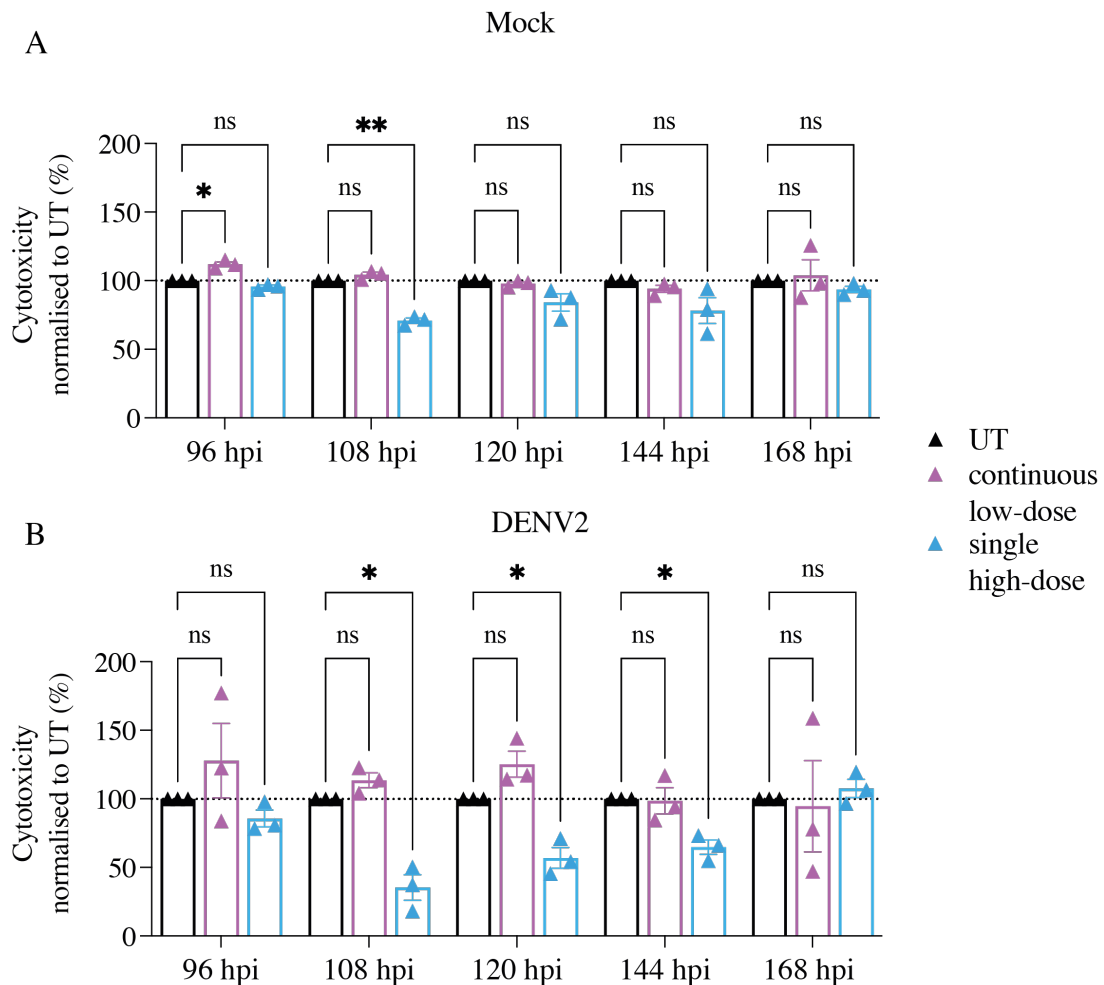 Mock
A
ns ** ns ns ns
* ns ns ns ns
200
150
100
50
0
Cytotoxicity
normalised to UT (%)
96 hpi 108 hpi 120 hpi 144 hpi 168 hpi
UT
continuous
low-dose
single
high-dose
DENV2
B
ns * * * ns
ns ns ns ns ns
200
150
100
50
0
Cytotoxicity
normalised to UT (%)
96 hpi 108 hpi 120 hpi 144 hpi 168 hpi